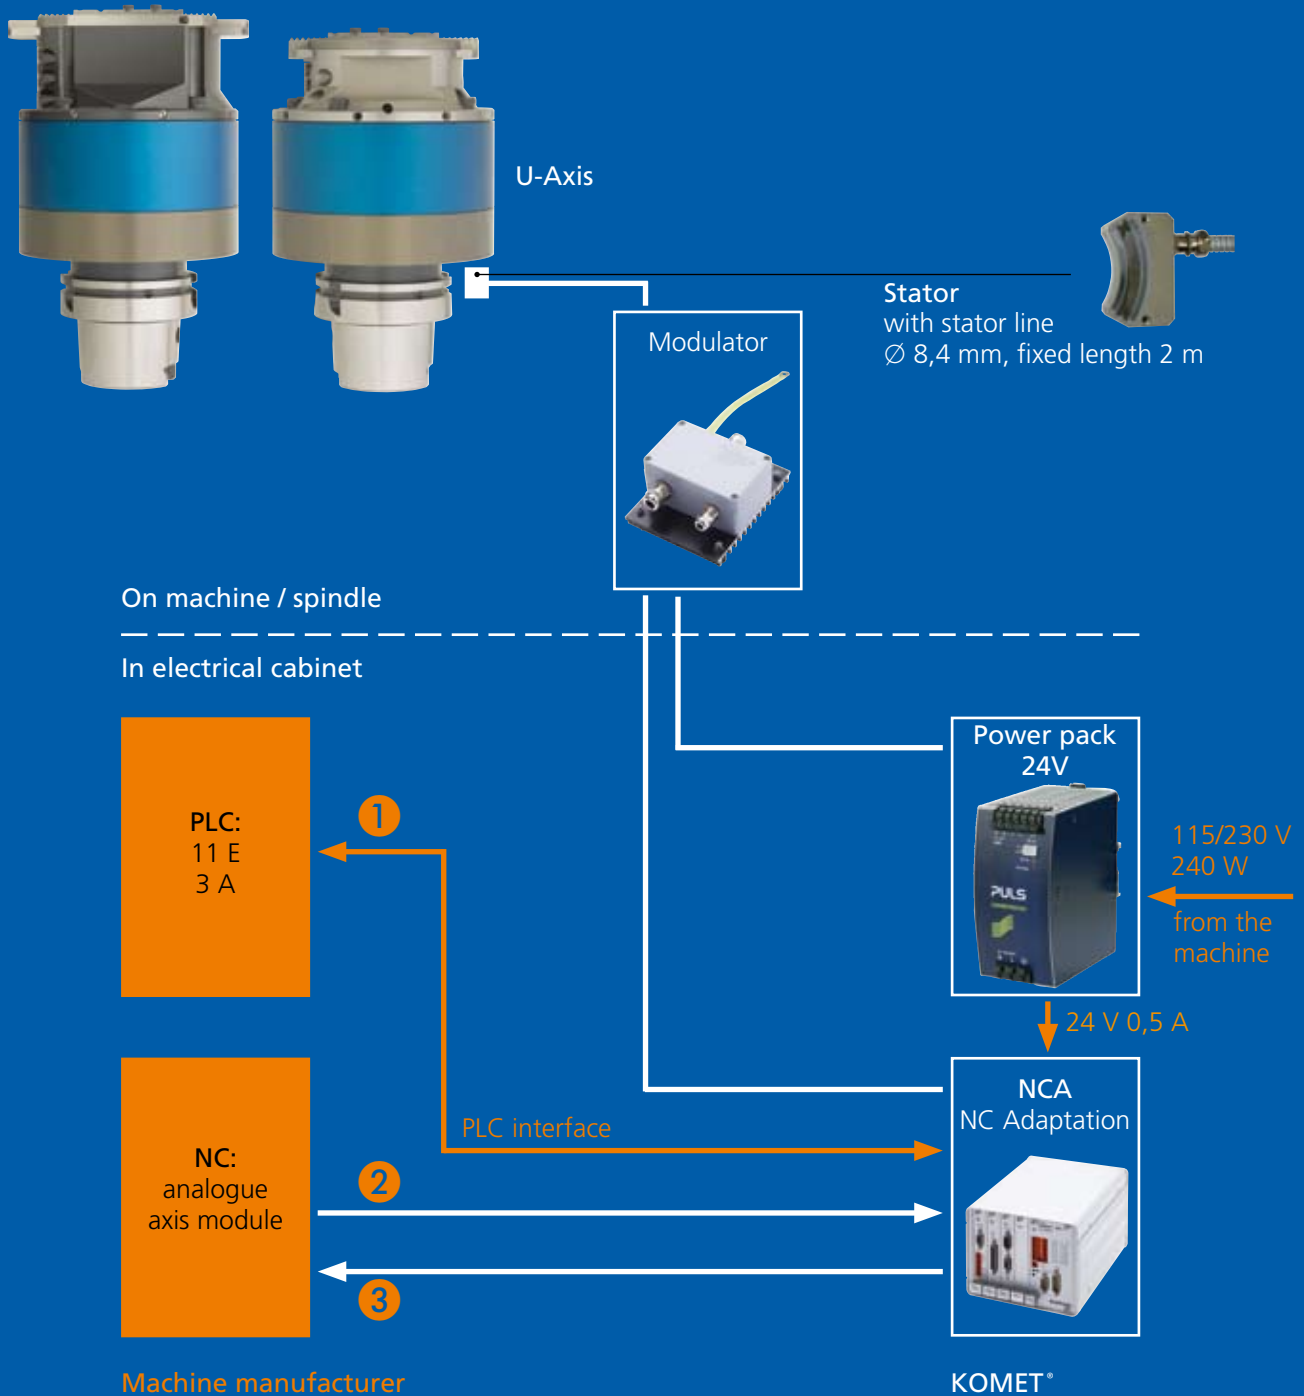 U-Axis
Stator
with stator line
Ø 8,4 mm, fixed length 2 m
Modulator
On machine / spindle
In electrical cabinet
PLC:
11 E
3 A
1
Power pack
24V
PULS
115/230 V
240 W
from the
machine
24 V 0,5 A
NCA
NC Adaptation
PLC interface
NC:
analogue
axis module
2
3
Machine manufacturer
KOMET®